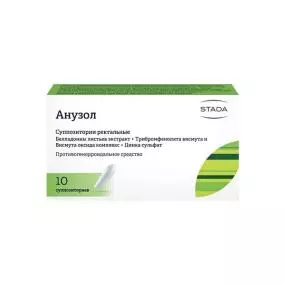 STADA
Анузол
Суппозитории ректальные
Белладонны листьев экстракт + Трибромфенолята висмута и
Висмута оксида комплекс + Цинка сульфат
Противогеморроидальное средство
10
суппозиториев